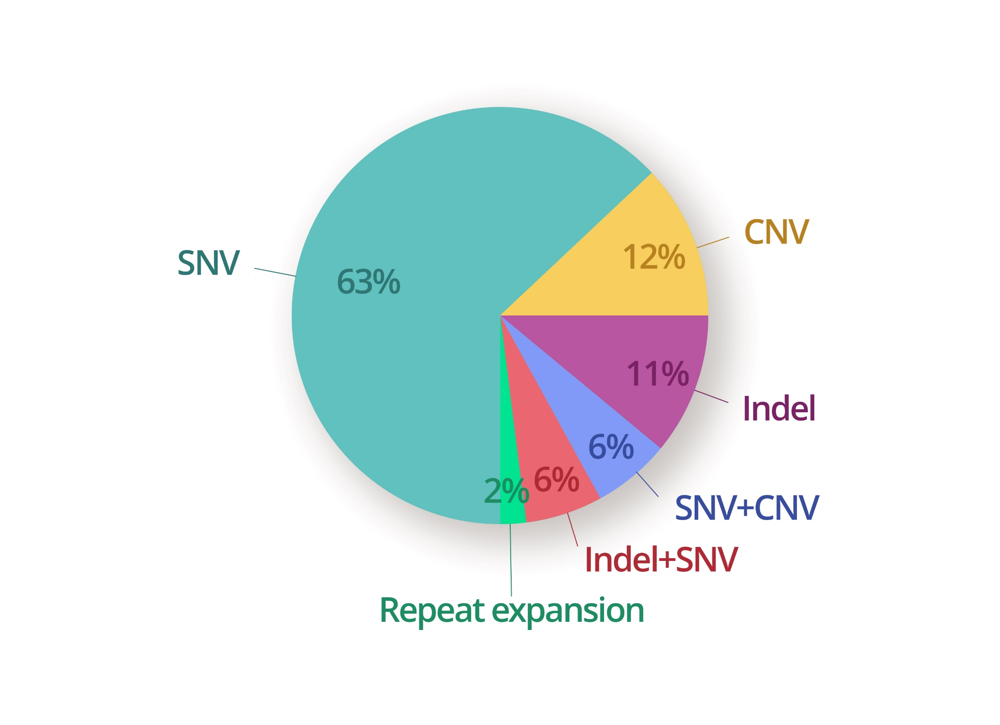 CNV
12%
SNV
63%
11%
Indel
6%
SNV+CNV
6%
2%
Indel+SNV
Repeat expansion